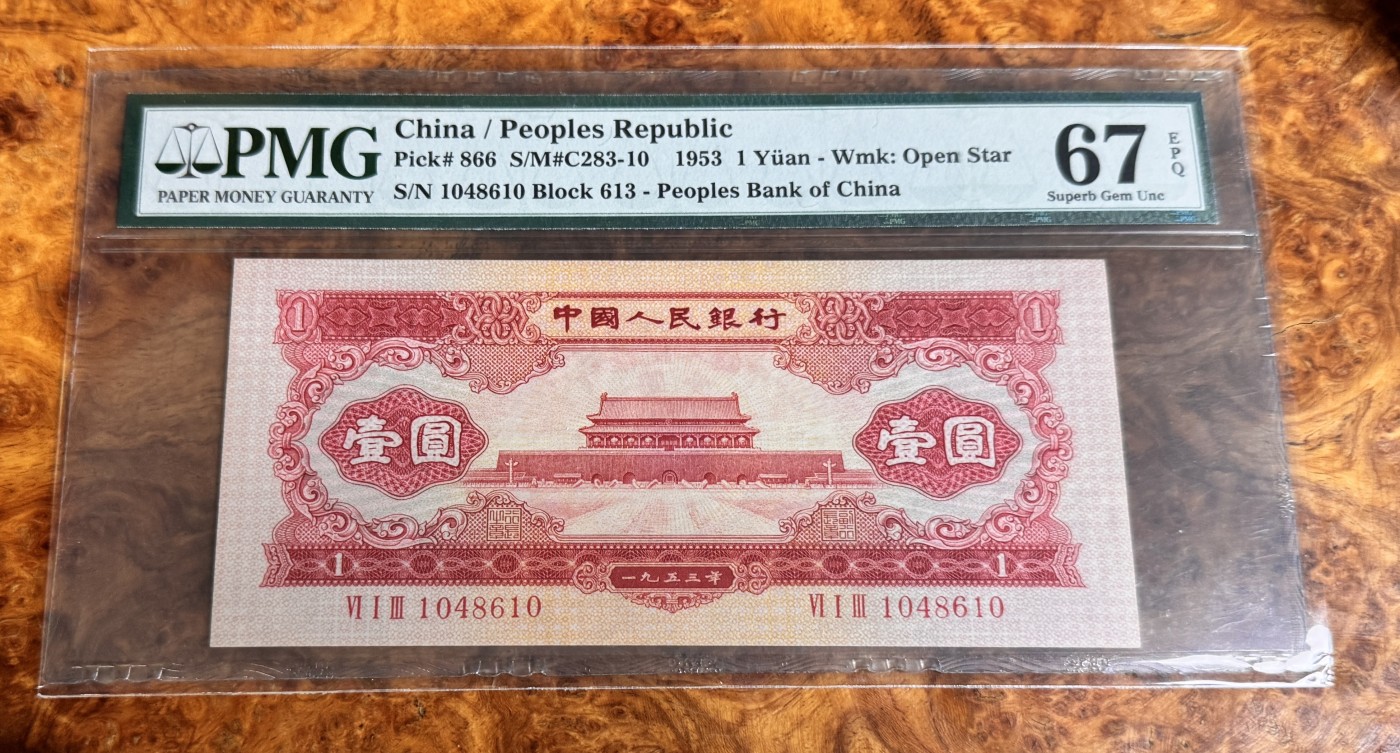 PMG
PAPER MONEY GUARANTY
China / Peoples Republic
Pick# 866 S/M#C283-10 1953 1 Yüan - Wmk: Open Star
S/N 1048610 Block 613 - Peoples Bank of China
67 EPQ
Superb Gem Unc
1 中國人民銀行 1
壹圓 壹圓
1 1
一九五三年
VI I III 1048610 VI I III 1048610